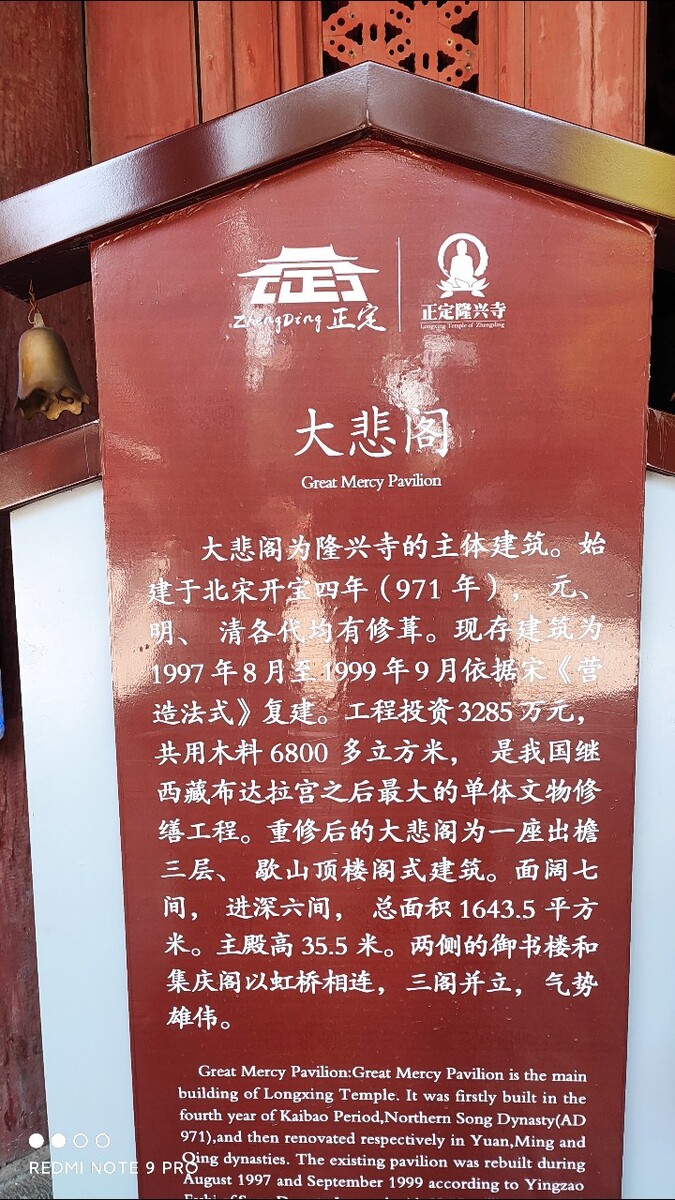 ZhengDing 正定
正定隆兴寺
Longxing Temple of Zhengding
大悲阁
Great Mercy Pavilion
大悲阁为隆兴寺的主体建筑。始
建于北宋开宝四年（971 年）， 元、
明、 清各代均有修葺。现存建筑为
1997 年 8 月至 1999 年 9 月依据宋《营
造法式》复建。工程投资 3285 万元，
共用木料 6800 多立方米， 是我国继
西藏布达拉宫之后最大的单体文物修
缮工程。重修后的大悲阁为一座出檐
三层、 歇山顶楼阁式建筑。面阔七
间， 进深六间， 总面积 1643.5 平方
米。主殿高 35.5 米。两侧的御书楼和
集庆阁以虹桥相连， 三阁并立， 气势
雄伟。
Great Mercy Pavilion:Great Mercy Pavilion is the main
building of Longxing Temple. It was firstly built in the
fourth year of Kaibao Period,Northern Song Dynasty(AD
971),and then renovated respectively in Yuan,Ming and
Qing dynasties. The existing pavilion was rebuilt during
August 1997 and September 1999 according to Yingzao
REDMI NOTE 9 PRO